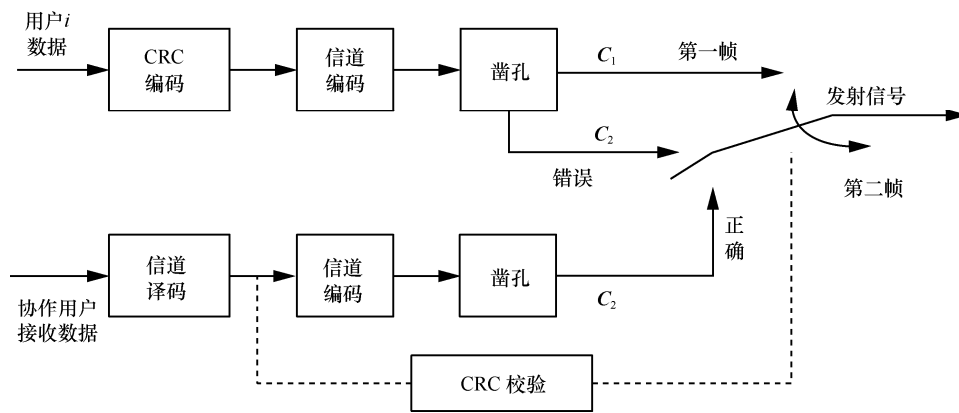 用户i
数据
CRC
编码
信道
编码
凿孔
C₁
第一帧
发射信号
C₂
错误
第二帧
正
确
协作用户
接收数据
信道
译码
信道
编码
凿孔
C₂
CRC 校验